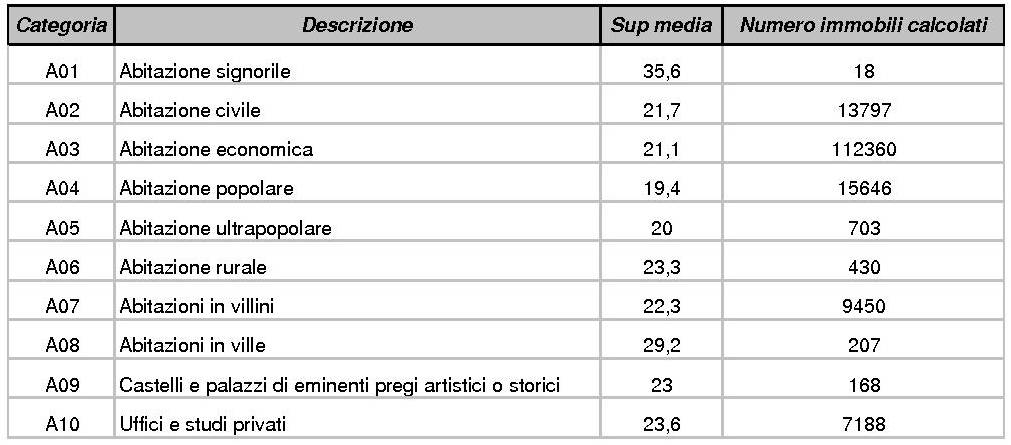 Categoria Descrizione Sup media Numero immobili calcolati
A01 Abitazione signorile 35,6 18
A02 Abitazione civile 21,7 13797
A03 Abitazione economica 21,1 112360
A04 Abitazione popolare 19,4 15646
A05 Abitazione ultrapopolare 20 703
A06 Abitazione rurale 23,3 430
A07 Abitazioni in villini 22,3 9450
A08 Abitazioni in ville 29,2 207
A09 Castelli e palazzi di eminenti pregi artistici o storici 23 168
A10 Uffici e studi privati 23,6 7188